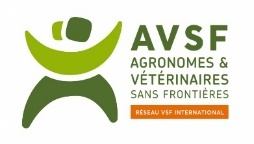 AVSF
AGRONOMES &
VÉTÉRINAIRES
SANS FRONTIÈRES
RÉSEAU VSF INTERNATIONAL